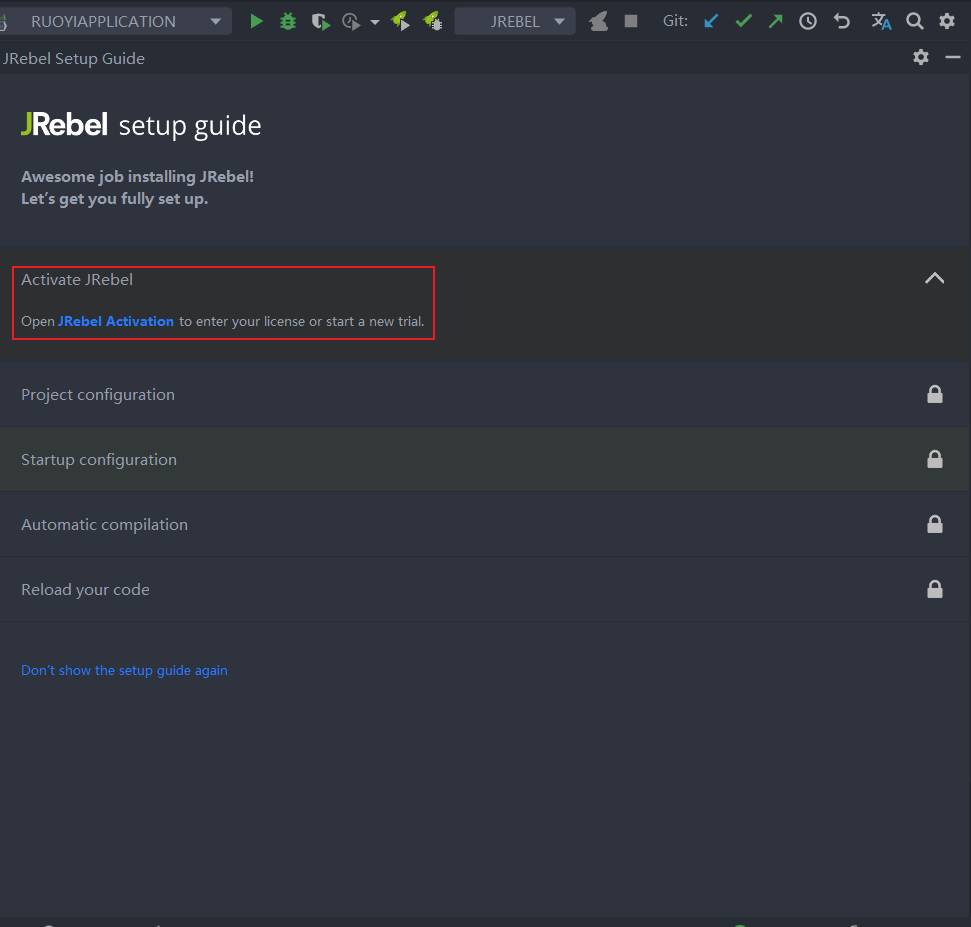 RUOYIAPPLICATION JREBEL Git:
JRebel Setup Guide
JRebel setup guide
Awesome job installing JRebel!
Let's get you fully set up.
Activate JRebel
Open JRebel Activation to enter your license or start a new trial.
Project configuration
Startup configuration
Automatic compilation
Reload your code
Don't show the setup guide again